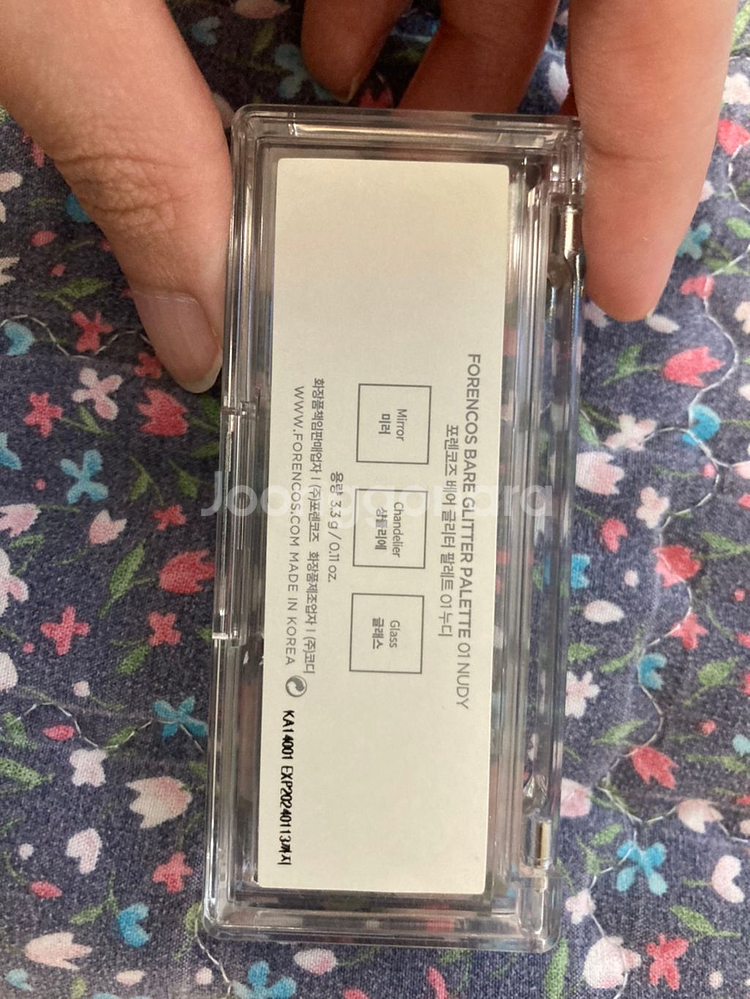 FORENCOS BARE GLITTER PALETTE 01 NUDY
포렌코즈 베어 글리터 팔레트 01 누디
Mirror
미러
Chandelier
샹들리에
Glass
글래스
용량 3.3 g / 0.11 oz.
화장품책임판매업자 | (주)포렌코즈 화장품제조업자 | (주)코디
WWW.FORENCOS.COM MADE IN KOREA
KA14001 EXP20240113까지
Joonggonara